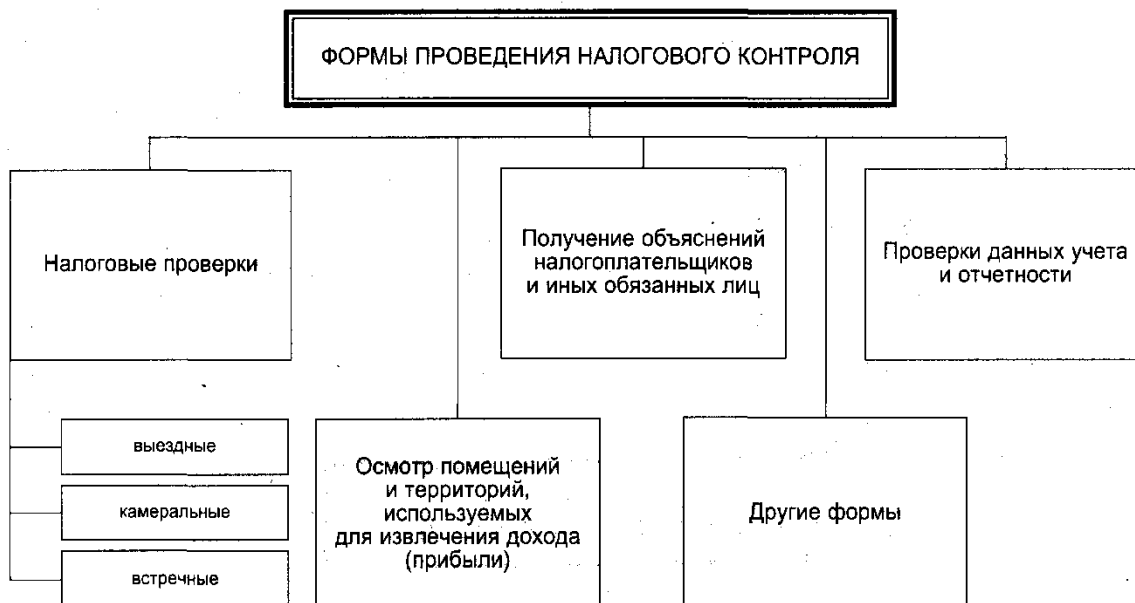 ФОРМЫ ПРОВЕДЕНИЯ НАЛОГОВОГО КОНТРОЛЯ
Налоговые проверки
Получение объяснений
налогоплательщиков
и иных обязанных лиц
Проверки данных учета
и отчетности
выездные
камеральные
встречные
Осмотр помещений
и территорий,
используемых
для извлечения дохода
(прибыли)
Другие формы